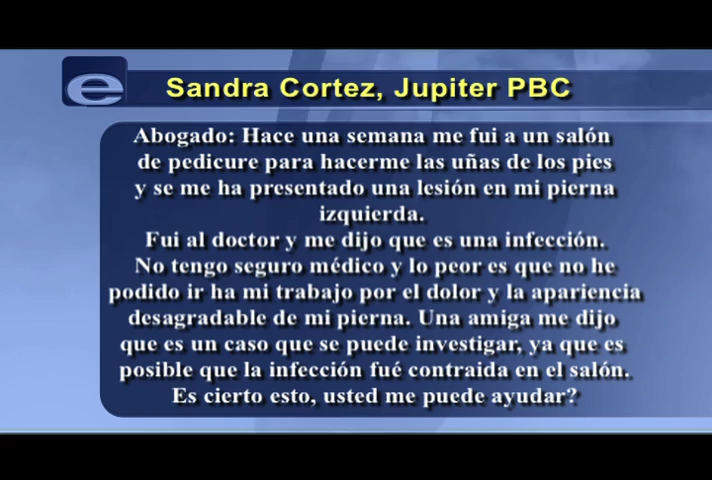 e
Sandra Cortez, Jupiter PBC
Abogado: Hace una semana me fui a un salón
de pedicure para hacerme las uñas de los pies
y se me ha presentado una lesión en mi pierna
izquierda.
Fui al doctor y me dijo que es una infección.
No tengo seguro médico y lo peor es que no he
podido ir ha mi trabajo por el dolor y la apariencia
desagradable de mi pierna. Una amiga me dijo
que es un caso que se puede investigar, ya que es
posible que la infección fué contraida en el salón.
Es cierto esto, usted me puede ayudar?